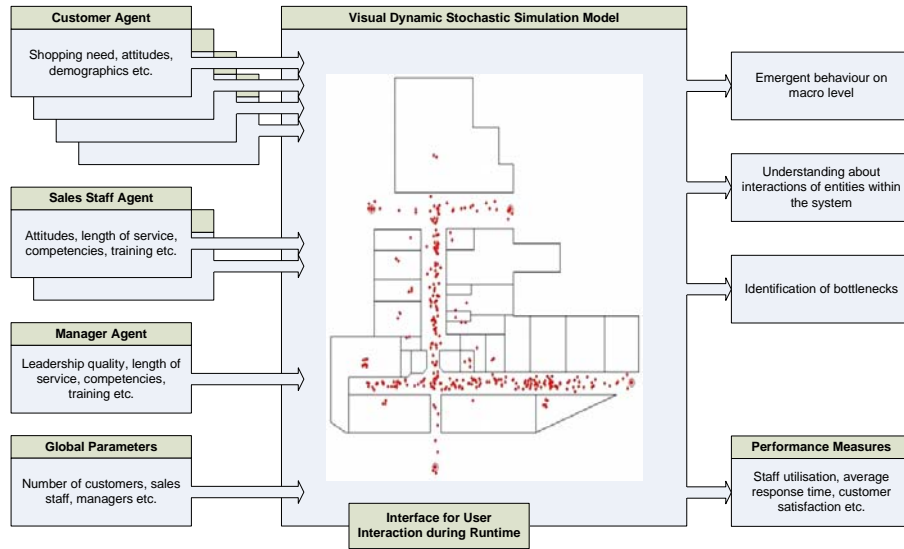 Customer Agent
Shopping need, attitudes,
demographics etc.
Sales Staff Agent
Attitudes, length of service,
competencies, training etc.
Manager Agent
Leadership quality, length of
service, competencies,
training etc.
Global Parameters
Number of customers, sales
staff, managers etc.
Visual Dynamic Stochastic Simulation Model
Interface for User
Interaction during Runtime
Emergent behaviour on
macro level
Understanding about
interactions of entities within
the system
Identification of bottlenecks
Performance Measures
Staff utilisation, average
response time, customer
satisfaction etc.